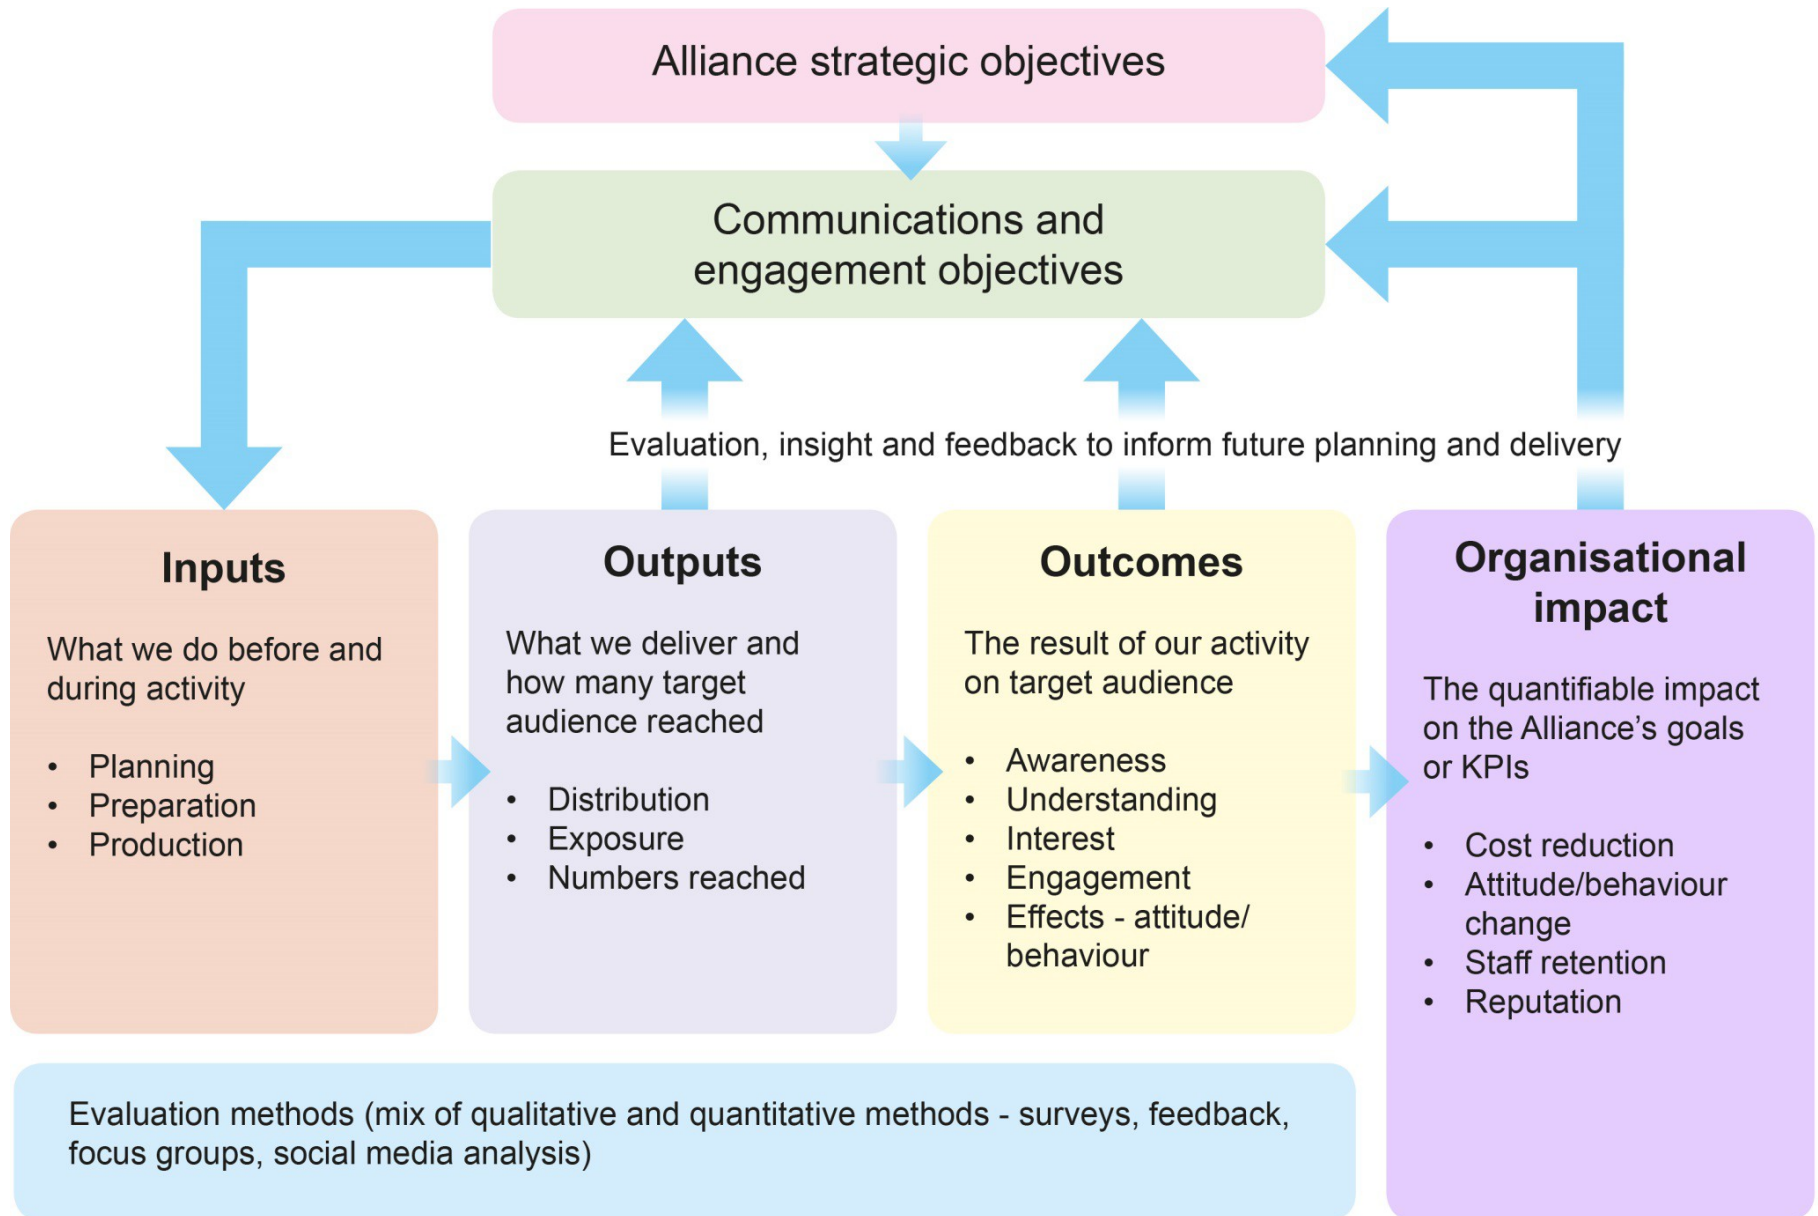 Alliance strategic objectives
Communications and
engagement objectives
Evaluation, insight and feedback to inform future planning and delivery
Inputs
What we do before and
during activity
• Planning
• Preparation
• Production
Outputs
What we deliver and
how many target
audience reached
• Distribution
• Exposure
• Numbers reached
Outcomes
The result of our activity
on target audience
• Awareness
• Understanding
• Interest
• Engagement
• Effects - attitude/
behaviour
Organisational
impact
The quantifiable impact
on the Alliance’s goals
or KPIs
• Cost reduction
• Attitude/behaviour
change
• Staff retention
• Reputation
Evaluation methods (mix of qualitative and quantitative methods - surveys, feedback,
focus groups, social media analysis)